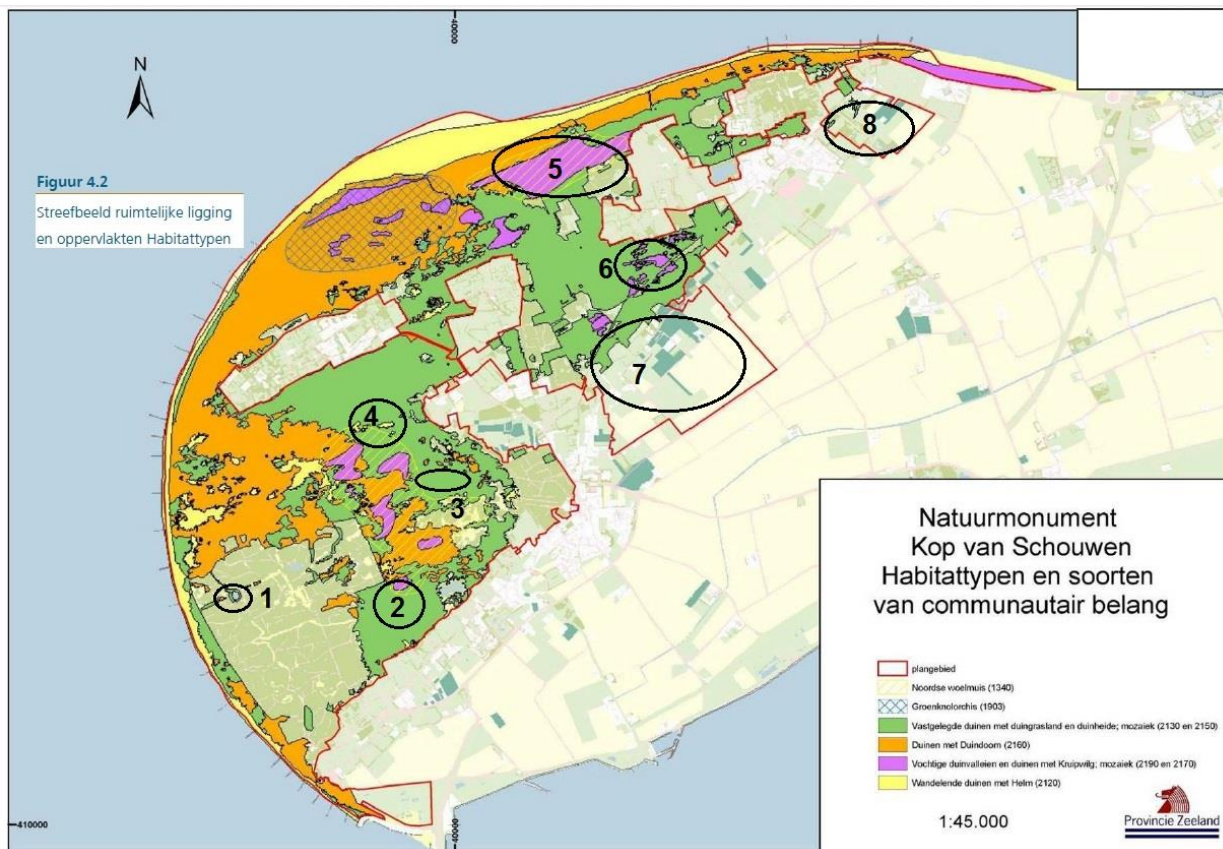 40000
N
Figuur 4.2
Streefbeeld ruimtelijke ligging
en oppervlakten Habitattypen
8
5
6
7
4
3
1
2
Natuurmonument
Kop van Schouwen
Habitattypen en soorten
van communautair belang
plangebied
Noordse woelmuis (1340)
Groenknolorchis (1903)
Vastgelegde duinen met duingrasland en duinheide; mozaiek (2130 en 2150)
Duinen met Duindoorn (2160)
Vochtige duinvalleien en duinen met Kruipwilg; mozaiek (2190 en 2170)
Wandelende duinen met Helm (2120)
1:45.000
Provincie Zeeland
410000
40000